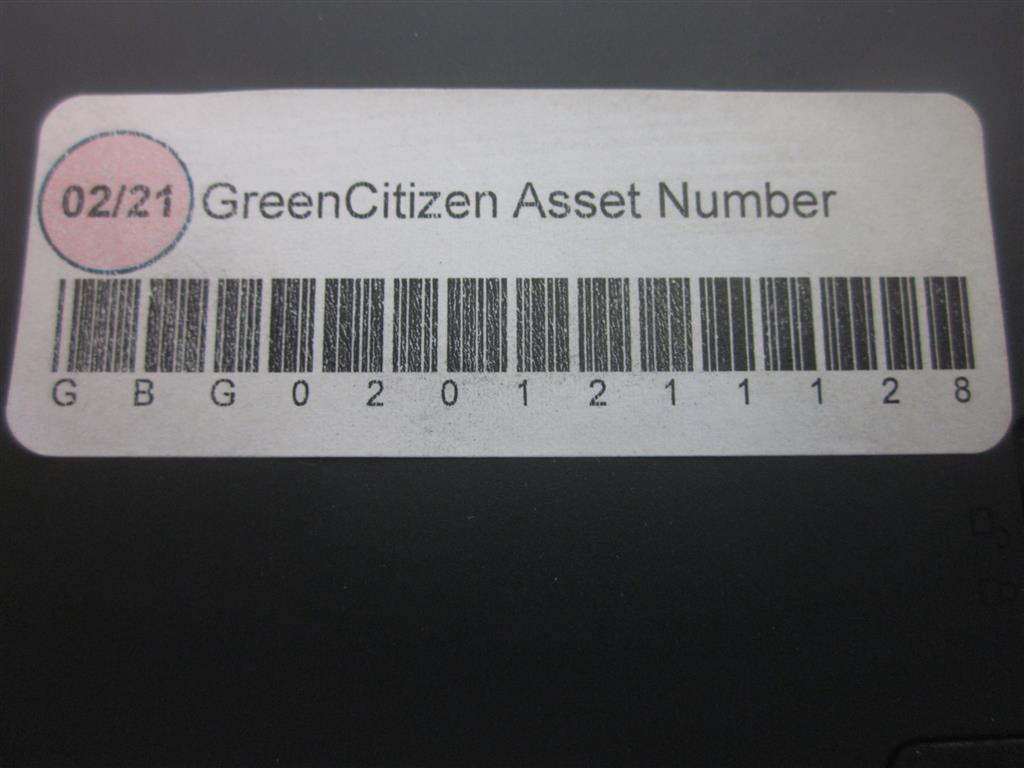 02/21 GreenCitizen Asset Number
G B G 0 2 0 1 2 1 1 1 2 8